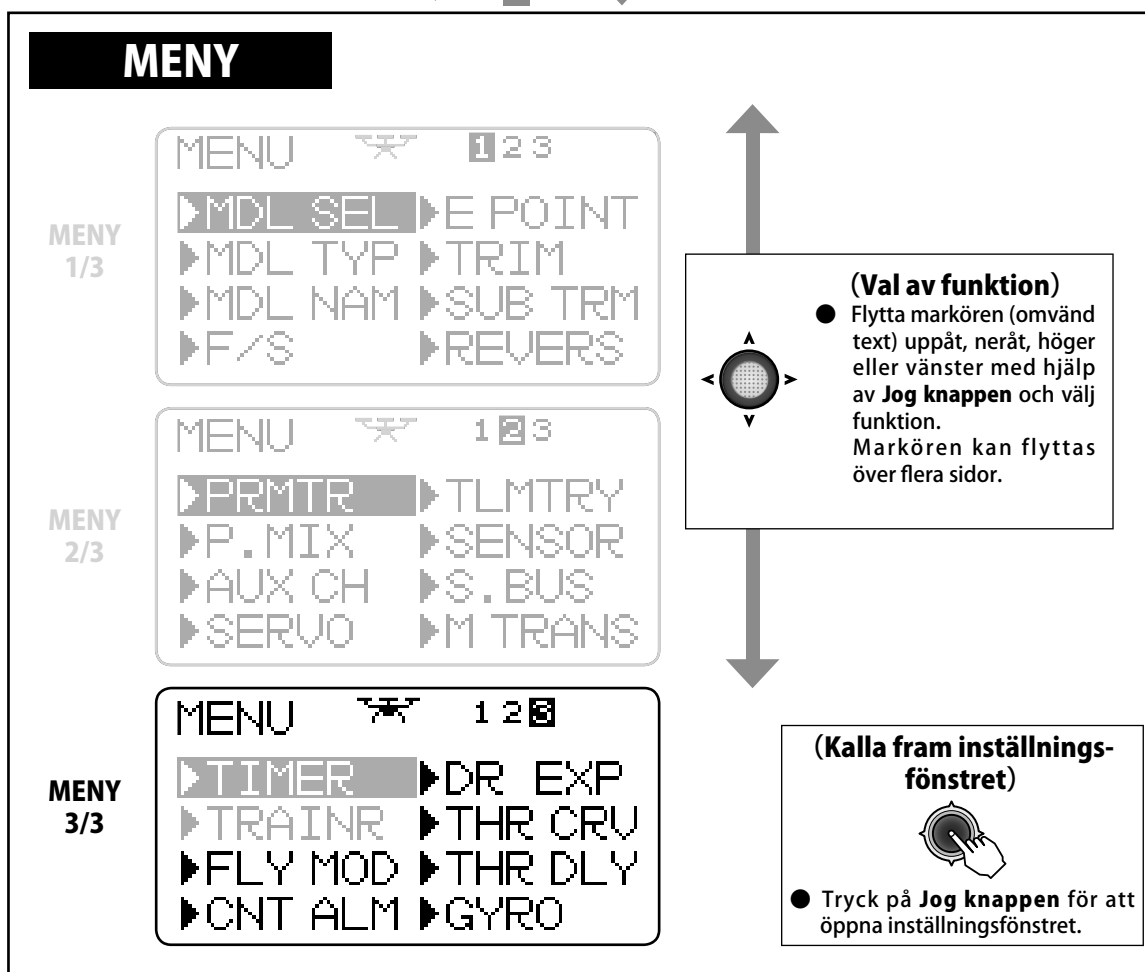 MENY
MENY
1/3
MENU 1 2 3
▶MDL SEL ▶E POINT
▶MDL TYP ▶TRIM
▶MDL NAM ▶SUB TRM
▶F/S ▶REVERS
MENY
2/3
MENU 1 2 3
▶PRMTR ▶TLMTRY
▶P.MIX ▶SENSOR
▶AUX CH ▶S.BUS
▶SERVO ▶M TRANS
MENY
3/3
MENU 1 2 3
▶TIMER ▶DR EXP
▶TRAINR ▶THR CRV
▶FLY MOD ▶THR DLY
▶CNT ALM ▶GYRO
(Val av funktion)
● Flytta markören (omvänd
text) uppåt, neråt, höger
eller vänster med hjälp
av Jog knappen och välj
funktion.
Markören kan flyttas
över flera sidor.
(Kalla fram inställnings-
fönstret)
● Tryck på Jog knappen för att
öppna inställningsfönstret.